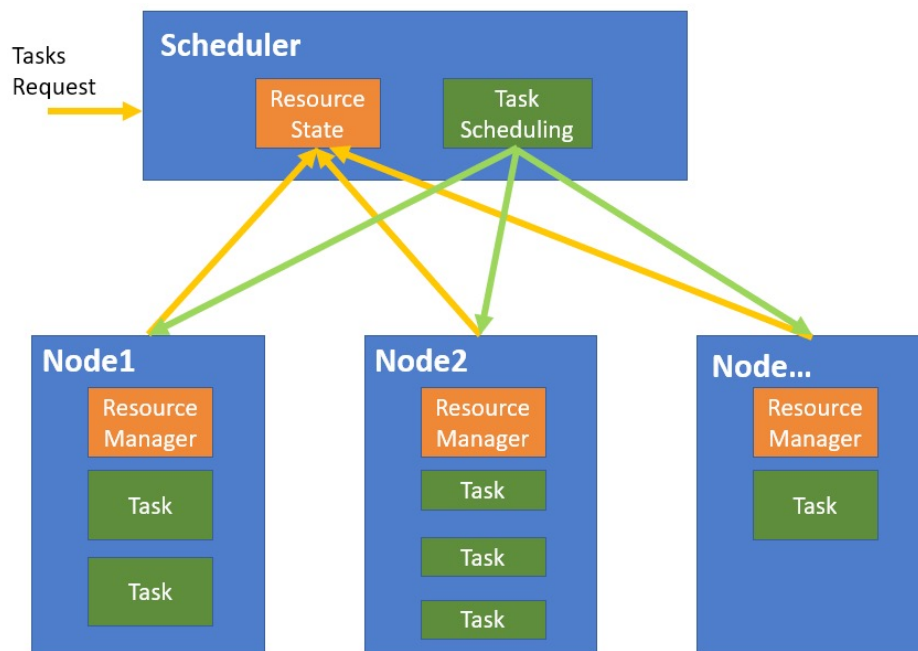 Scheduler
Tasks
Request
Resource
State
Task
Scheduling
Node1
Resource
Manager
Task
Task
Node2
Resource
Manager
Task
Task
Task
Node...
Resource
Manager
Task